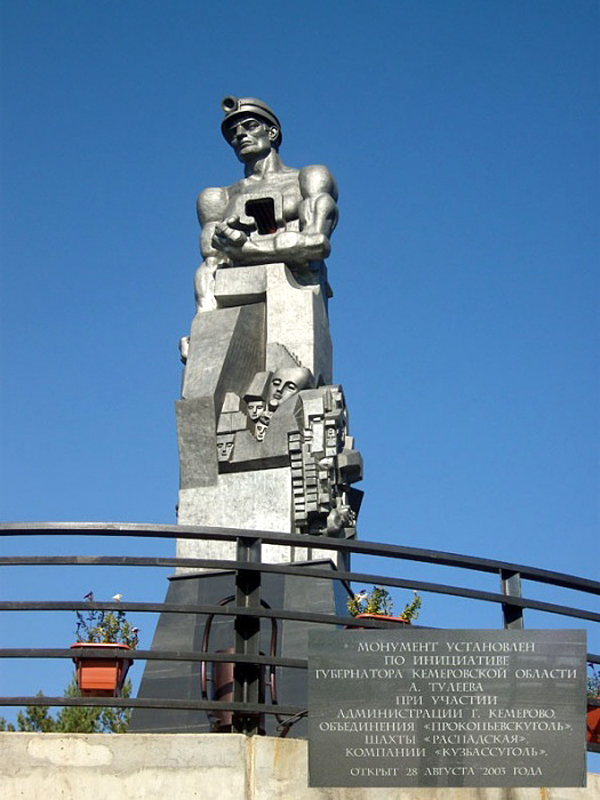 МОНУМЕНТ УСТАНОВЛЕН
ПО ИНИЦИАТИВЕ
ГУБЕРНАТОРА КЕМЕРОВСКОЙ ОБЛАСТИ
А. ТУЛЕЕВА
ПРИ УЧАСТИИ
АДМИНИСТРАЦИИ Г. КЕМЕРОВО,
ОБЪЕДИНЕНИЯ «ПРОКОПЬЕВСКУГОЛЬ»,
ШАХТЫ «РАСПАДСКАЯ»,
КОМПАНИИ «КУЗБАССУГОЛЬ».
ОТКРЫТ 28 АВГУСТА 2003 ГОДА